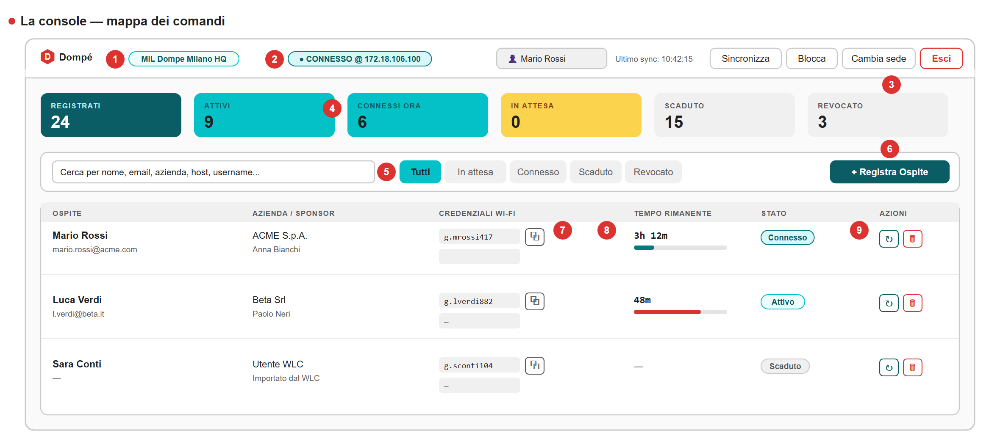 La console — mappa dei comandi
D Dompé 1 MIL Dompe Milano HQ 2 ● CONNESSO @ 172.18.106.100 Mario Rossi Ultimo sync: 10:42:15 Sincronizza Blocca Cambia sede Esci
3
REGISTRATI ATTIVI 4 CONNESSI ORA IN ATTESA SCADUTO REVOCATO
24 9 6 0 15 3
6
Cerca per nome, email, azienda, host, username... 5 Tutti In attesa Connesso Scaduto Revocato + Registra Ospite
OSPITE AZIENDA / SPONSOR CREDENZIALI WI-FI TEMPO RIMANENTE STATO AZIONI
7 8 9
Mario Rossi ACME S.p.A. g.mrossi417 3h 12m Connesso
mario.rossi@acme.com Anna Bianchi —
Luca Verdi Beta Srl g.lverdi882 48m Attivo
l.verdi@beta.it Paolo Neri —
Sara Conti Utente WLC g.sconti104 — Scaduto
— Importato dal WLC —